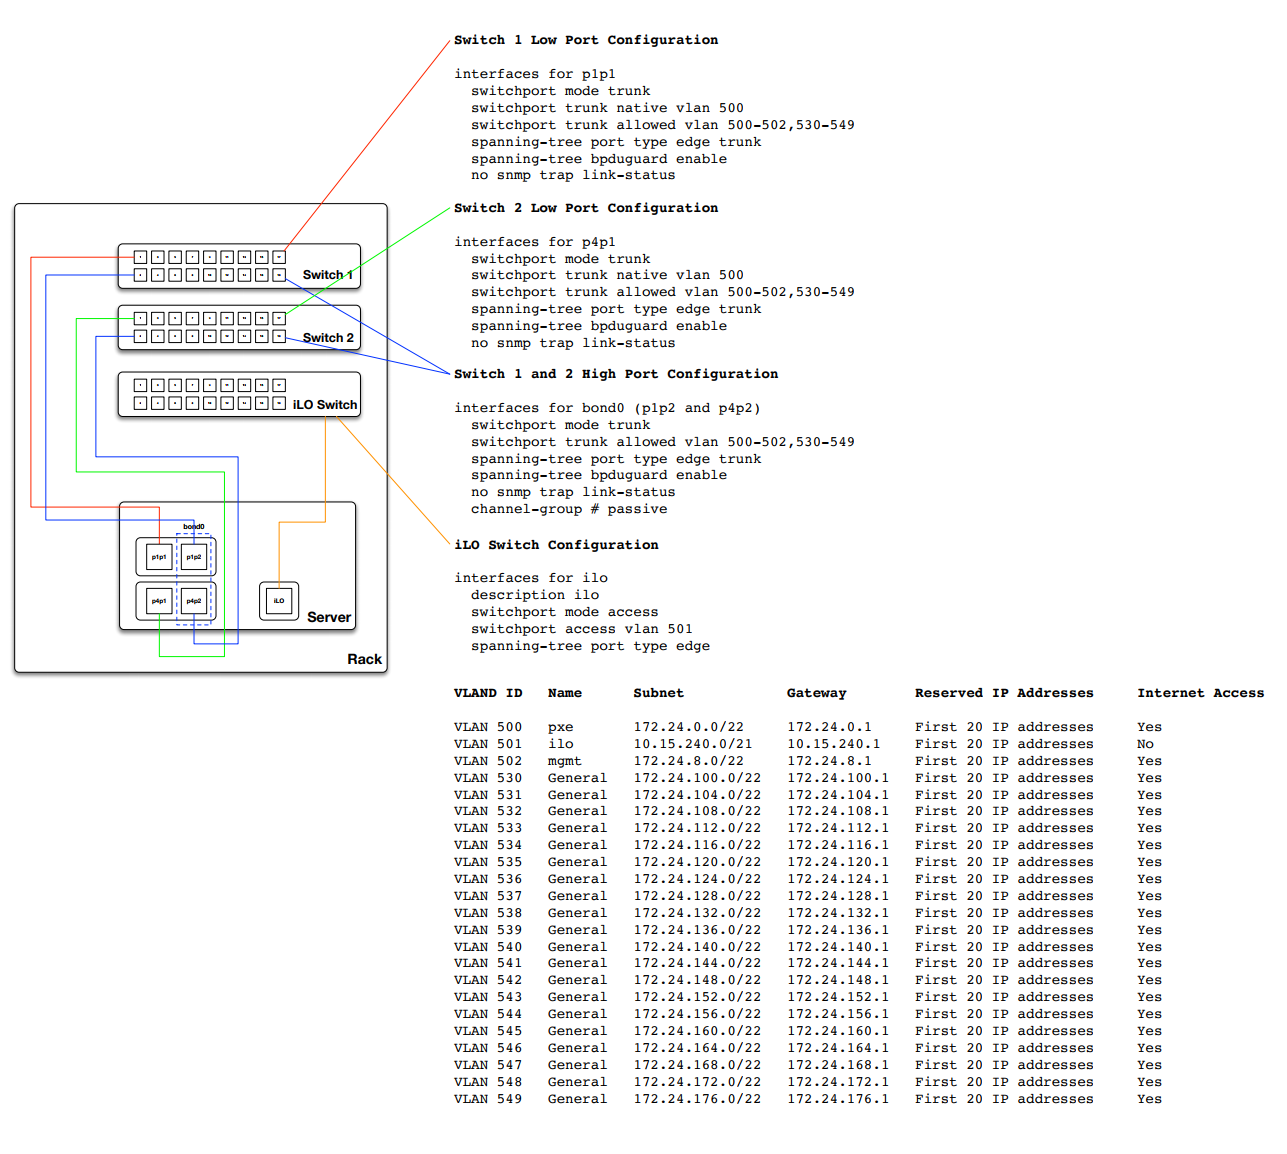 Switch 1 Low Port Configuration
interfaces for p1p1
switchport mode trunk
switchport trunk native vlan 500
switchport trunk allowed vlan 500-502,530-549
spanning-tree port type edge trunk
spanning-tree bpduguard enable
no snmp trap link-status
Switch 2 Low Port Configuration
interfaces for p4p1
switchport mode trunk
switchport trunk native vlan 500
switchport trunk allowed vlan 500-502,530-549
spanning-tree port type edge trunk
spanning-tree bpduguard enable
no snmp trap link-status
Switch 1 and 2 High Port Configuration
interfaces for bond0 (p1p2 and p4p2)
switchport mode trunk
switchport trunk allowed vlan 500-502,530-549
spanning-tree port type edge trunk
spanning-tree bpduguard enable
no snmp trap link-status
channel-group # passive
iLO Switch Configuration
interfaces for ilo
description ilo
switchport mode access
switchport access vlan 501
spanning-tree port type edge
Switch 1
Switch 2
iLO Switch
bond0
p1p1 p1p2
p4p1 p4p2 iLO
Server
Rack
VLAND ID Name Subnet Gateway Reserved IP Addresses Internet Access
VLAN 500 pxe 172.24.0.0/22 172.24.0.1 First 20 IP addresses Yes
VLAN 501 ilo 10.15.240.0/21 10.15.240.1 First 20 IP addresses No
VLAN 502 mgmt 172.24.8.0/22 172.24.8.1 First 20 IP addresses Yes
VLAN 530 General 172.24.100.0/22 172.24.100.1 First 20 IP addresses Yes
VLAN 531 General 172.24.104.0/22 172.24.104.1 First 20 IP addresses Yes
VLAN 532 General 172.24.108.0/22 172.24.108.1 First 20 IP addresses Yes
VLAN 533 General 172.24.112.0/22 172.24.112.1 First 20 IP addresses Yes
VLAN 534 General 172.24.116.0/22 172.24.116.1 First 20 IP addresses Yes
VLAN 535 General 172.24.120.0/22 172.24.120.1 First 20 IP addresses Yes
VLAN 536 General 172.24.124.0/22 172.24.124.1 First 20 IP addresses Yes
VLAN 537 General 172.24.128.0/22 172.24.128.1 First 20 IP addresses Yes
VLAN 538 General 172.24.132.0/22 172.24.132.1 First 20 IP addresses Yes
VLAN 539 General 172.24.136.0/22 172.24.136.1 First 20 IP addresses Yes
VLAN 540 General 172.24.140.0/22 172.24.140.1 First 20 IP addresses Yes
VLAN 541 General 172.24.144.0/22 172.24.144.1 First 20 IP addresses Yes
VLAN 542 General 172.24.148.0/22 172.24.148.1 First 20 IP addresses Yes
VLAN 543 General 172.24.152.0/22 172.24.152.1 First 20 IP addresses Yes
VLAN 544 General 172.24.156.0/22 172.24.156.1 First 20 IP addresses Yes
VLAN 545 General 172.24.160.0/22 172.24.160.1 First 20 IP addresses Yes
VLAN 546 General 172.24.164.0/22 172.24.164.1 First 20 IP addresses Yes
VLAN 547 General 172.24.168.0/22 172.24.168.1 First 20 IP addresses Yes
VLAN 548 General 172.24.172.0/22 172.24.172.1 First 20 IP addresses Yes
VLAN 549 General 172.24.176.0/22 172.24.176.1 First 20 IP addresses Yes